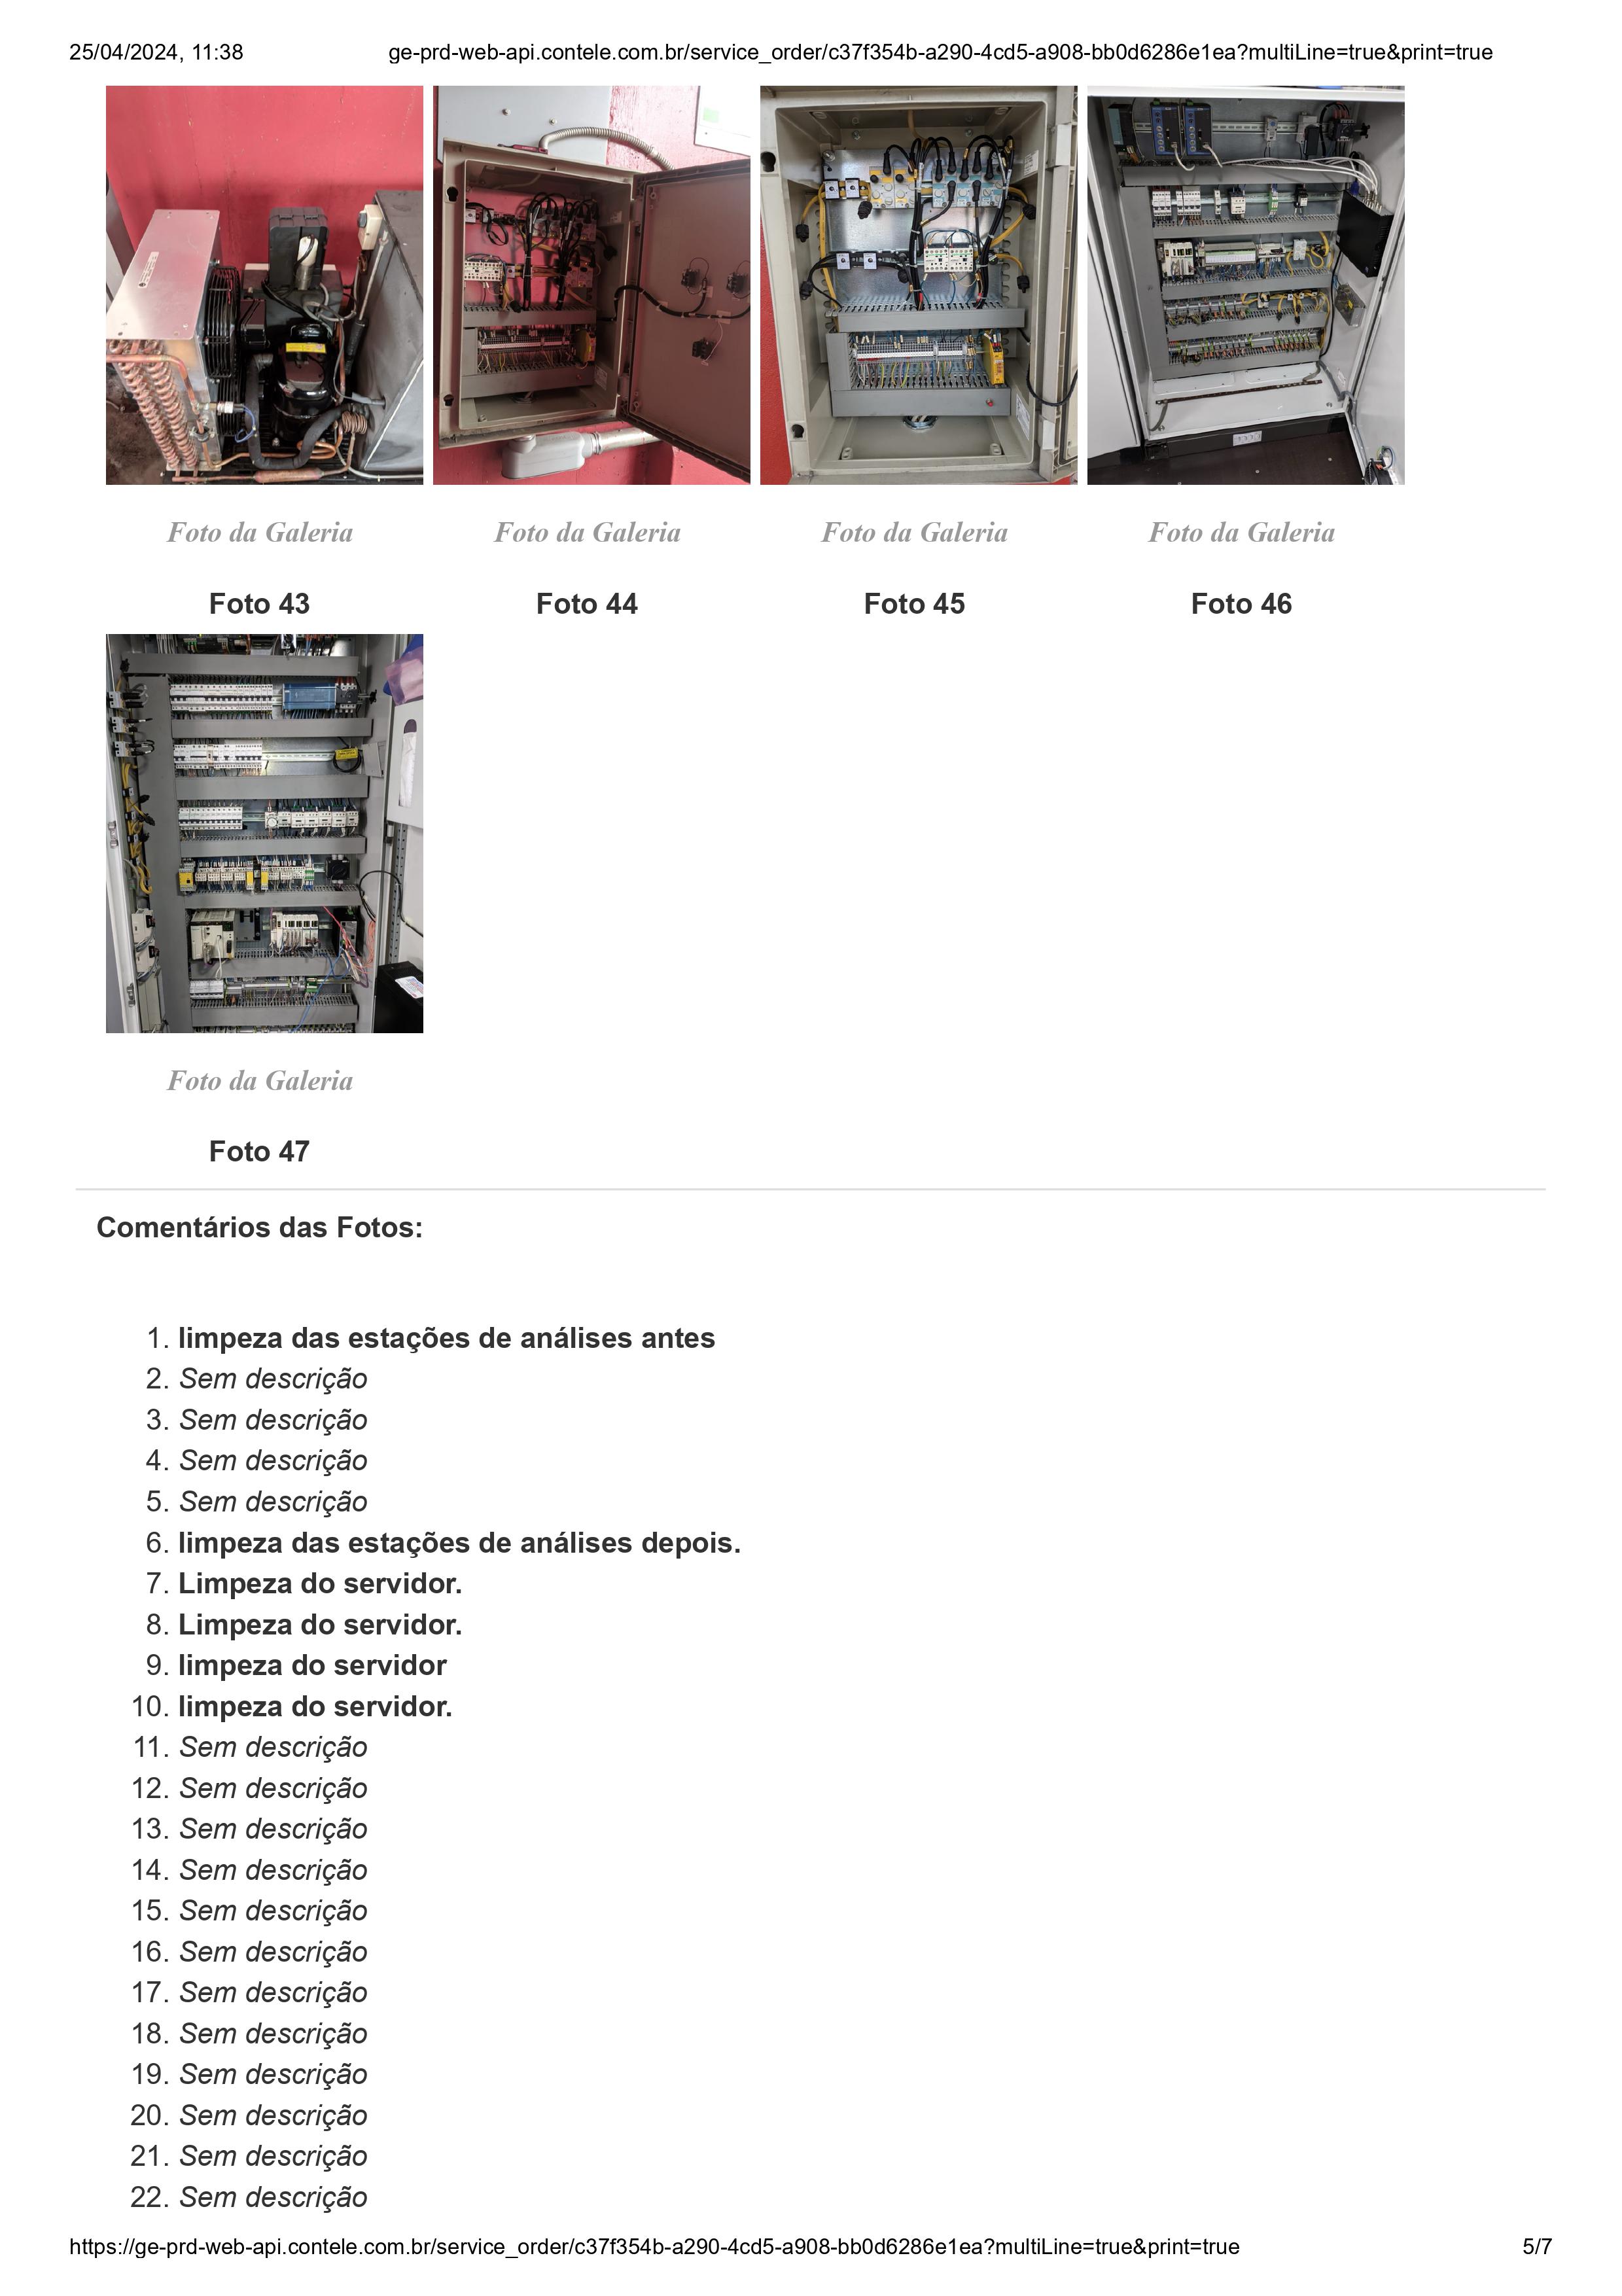 25/04/2024, 11:38 ge-prd-web-api.contele.com.br/service_order/c37f354b-a290-4cd5-a908-bb0d6286e1ea?multiLine=true&print=true
Foto da Galeria Foto da Galeria Foto da Galeria Foto da Galeria
Foto 43 Foto 44 Foto 45 Foto 46
Foto da Galeria
Foto 47
Comentários das Fotos:
1. limpeza das estações de análises antes
2. Sem descrição
3. Sem descrição
4. Sem descrição
5. Sem descrição
6. limpeza das estações de análises depois.
7. Limpeza do servidor.
8. Limpeza do servidor.
9. limpeza do servidor
10. limpeza do servidor.
11. Sem descrição
12. Sem descrição
13. Sem descrição
14. Sem descrição
15. Sem descrição
16. Sem descrição
17. Sem descrição
18. Sem descrição
19. Sem descrição
20. Sem descrição
21. Sem descrição
22. Sem descrição
https://ge-prd-web-api.contele.com.br/service_order/c37f354b-a290-4cd5-a908-bb0d6286e1ea?multiLine=true&print=true 5/7